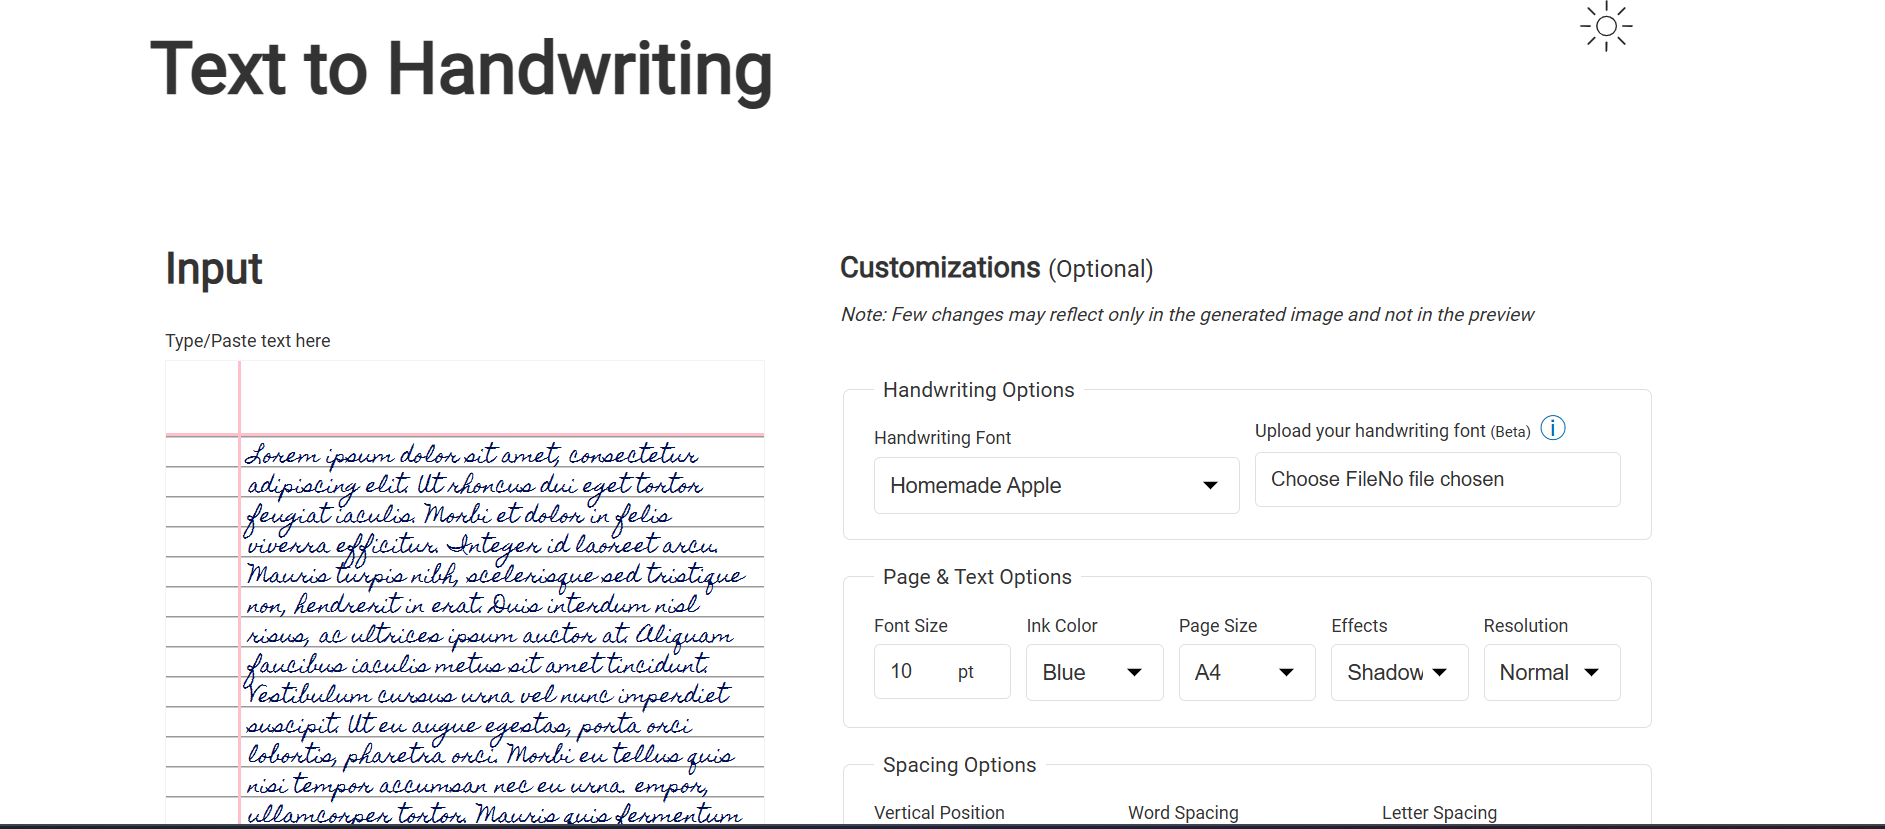 Text to Handwriting
Input
Type/Paste text here
Lorem ipsum dolor sit amet, consectetur
adipiscing elit. Ut rhoncus dui eget tortor
feugiat iaculis. Morbi et dolor in felis
viverra efficitur. Integer id laoreet arcu.
Mauris turpis nibh, scelerisque sed tristique
non, hendrerit in erat. Duis interdum nisl
risus, ac ultrices ipsum auctor at. Aliquam
faucibus iaculis metus sit amet tincidunt.
Vestibulum cursus urna vel nunc imperdiet
suscipit. Ut eu augue egestas, porta orci
lobortis, pharetra orci. Morbi eu tellus quis
nisi tempor accumsan nec eu urna. empor,
ullamcorper tortor. Mauris quis fermentum
Customizations (Optional)
Note: Few changes may reflect only in the generated image and not in the preview
Handwriting Options
Handwriting Font
Homemade Apple
Upload your handwriting font (Beta) i
Choose FileNo file chosen
Page & Text Options
Font Size
10 pt
Ink Color
Blue
Page Size
A4
Effects
Shadow
Resolution
Normal
Spacing Options
Vertical Position
Word Spacing
Letter Spacing